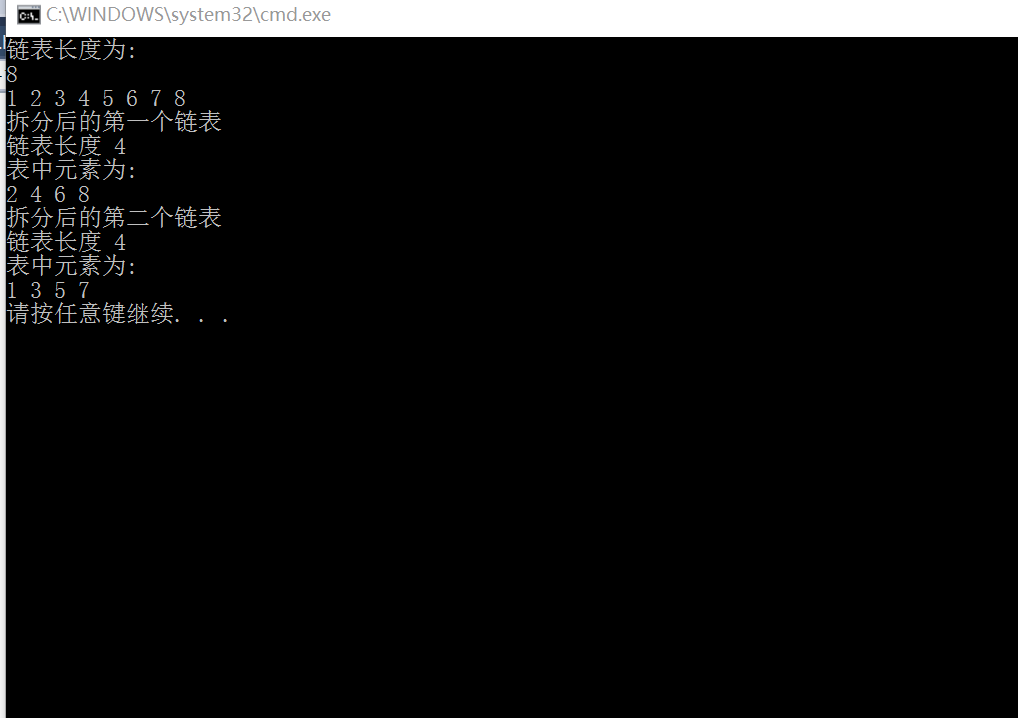 C:\WINDOWS\system32\cmd.exe
链表长度为:
8
1 2 3 4 5 6 7 8
拆分后的第一个链表
链表长度 4
表中元素为:
2 4 6 8
拆分后的第二个链表
链表长度 4
表中元素为:
1 3 5 7
请按任意键继续. . .